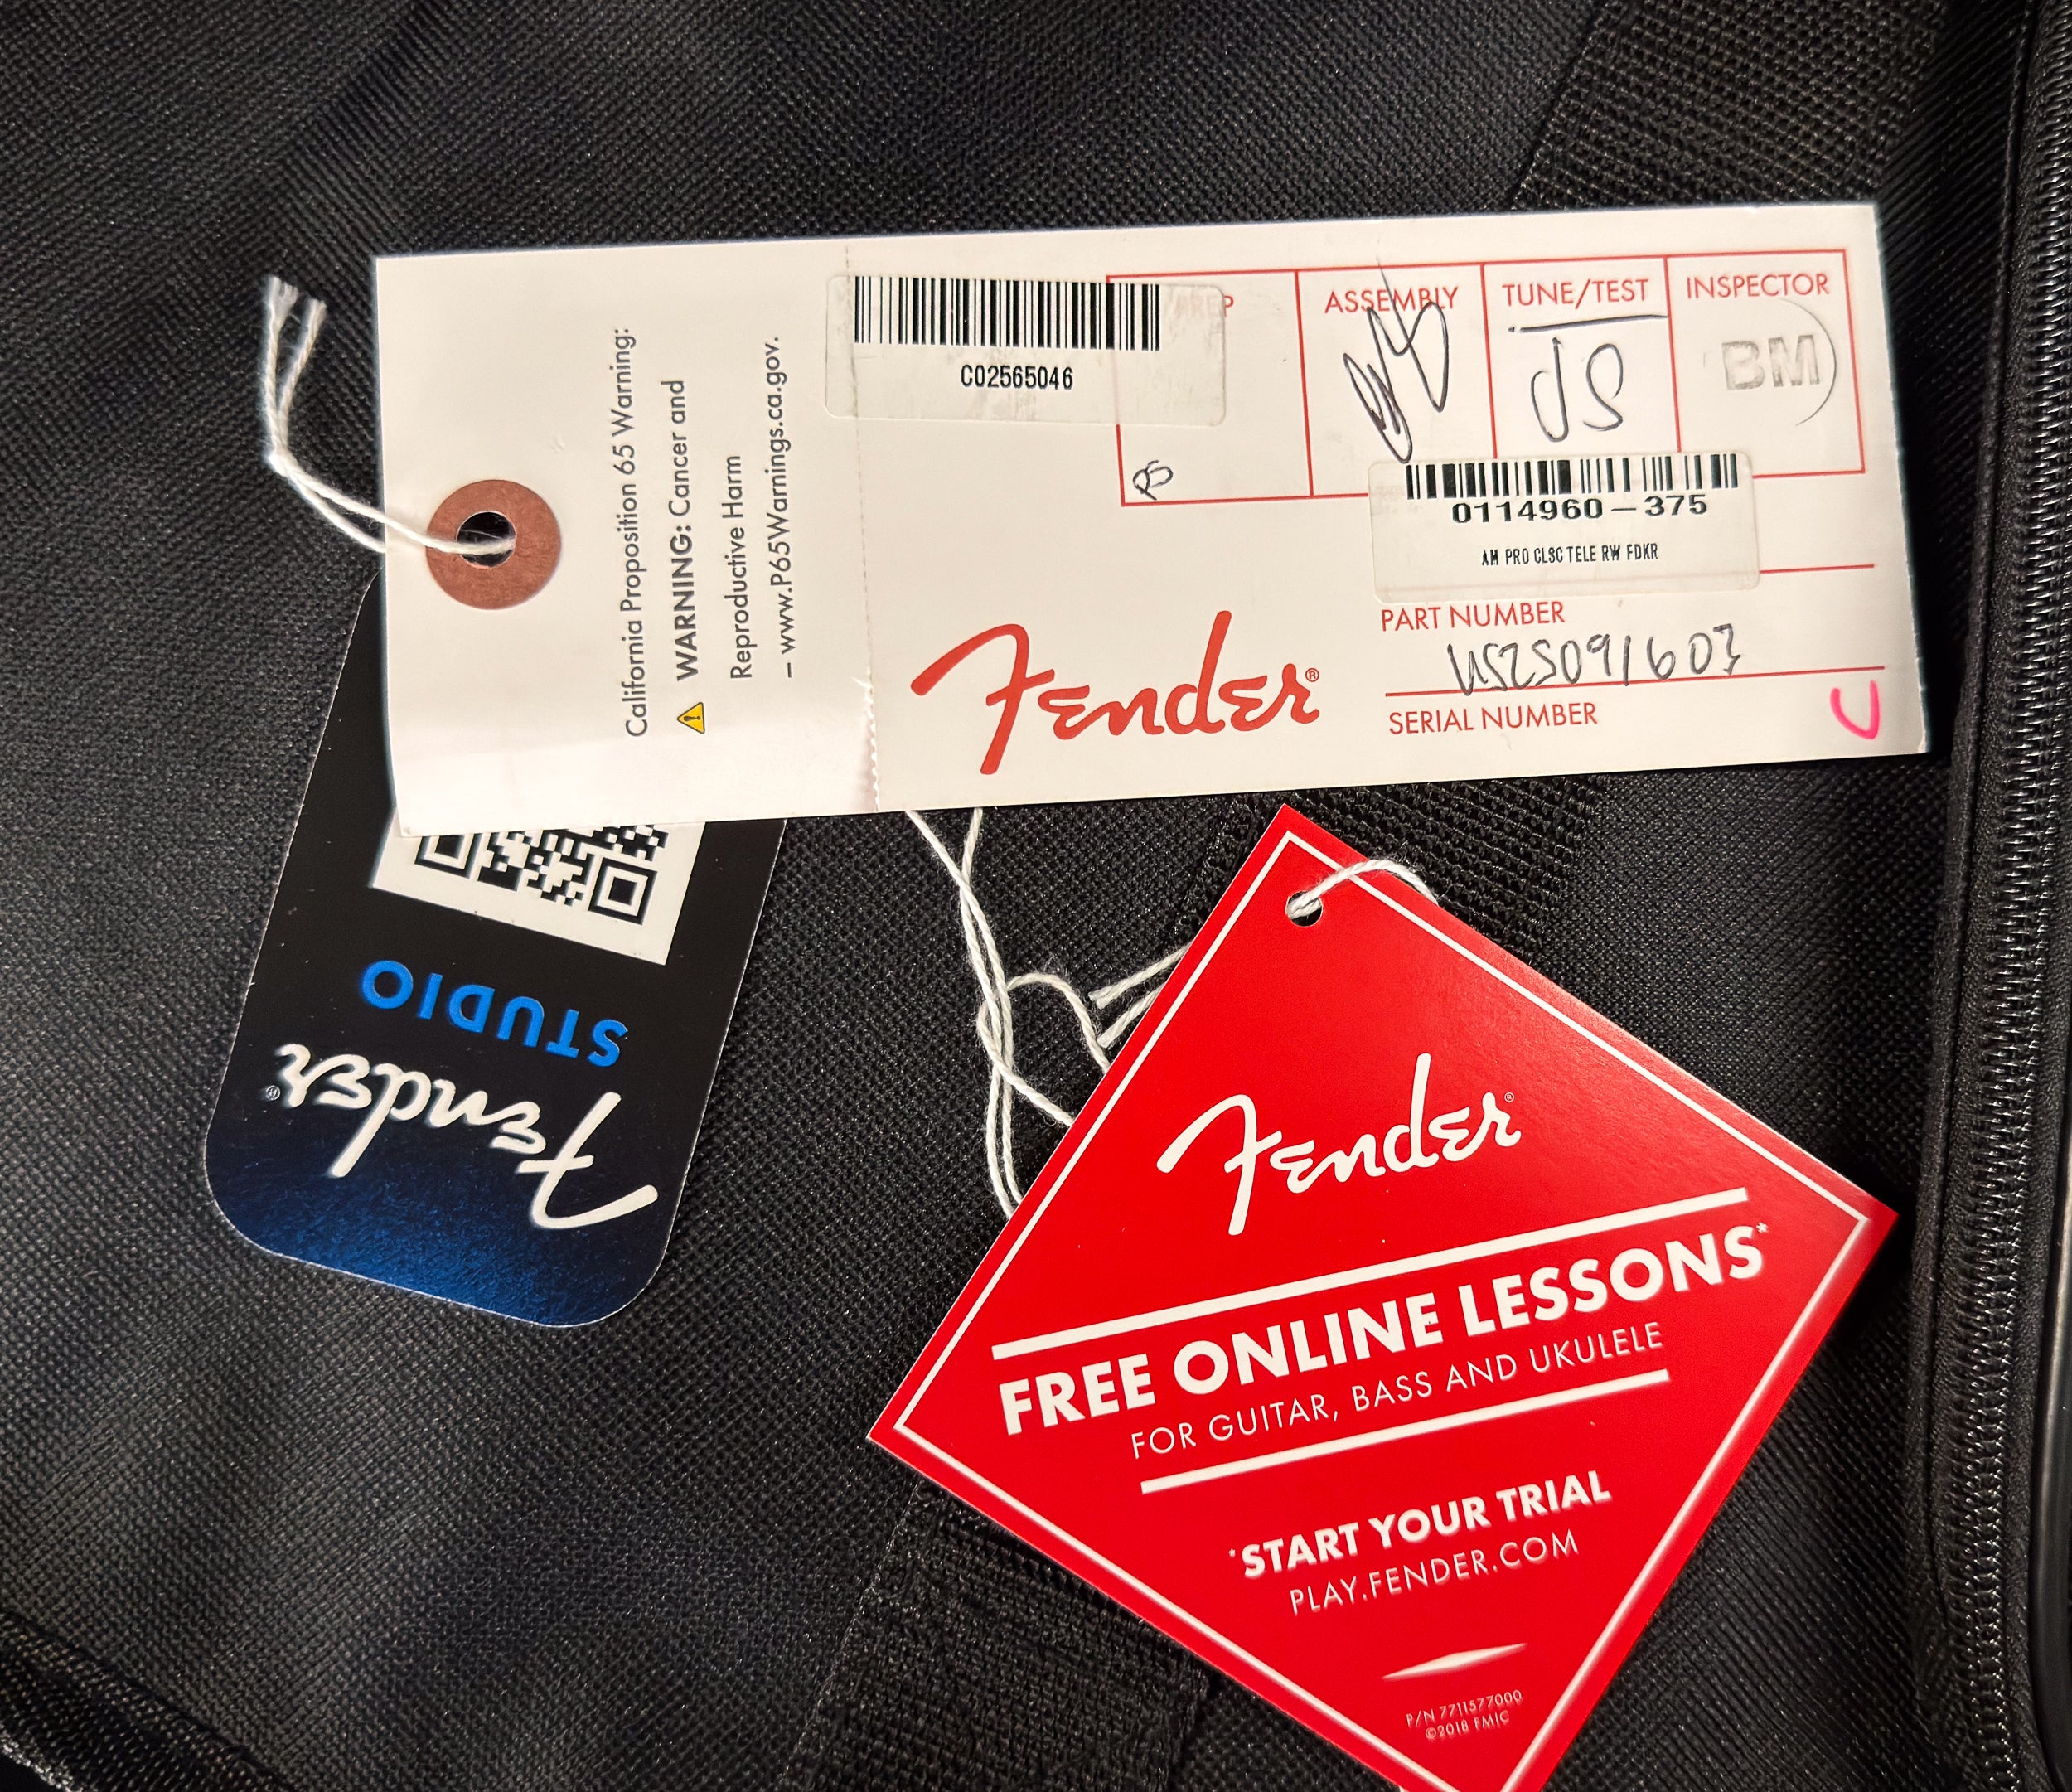 California Proposition 65 Warning:
⚠ WARNING: Cancer and
Reproductive Harm
– www.P65Warnings.ca.gov.
C02565046
PREP
ASSEMBLY
TUNE/TEST
INSPECTOR
JS
BM
RS
0114960-375
AM PRO CLSC TELE RW FDKR
PART NUMBER
US25091603
SERIAL NUMBER
Fender®
U
Fender®
STUDIO
Fender®
FREE ONLINE LESSONS*
FOR GUITAR, BASS AND UKULELE
*START YOUR TRIAL
PLAY.FENDER.COM
P/N 7711577000
©2018 FMIC